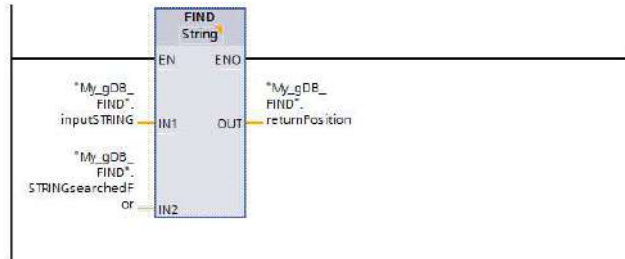 FIND
String
EN ENO
"My_gDB_
FIND".
inputSTRING
IN1
OUT
"My_gDB_
FIND".
returnPosition
"My_gDB_
FIND".
STRINGsearchedF
or
IN2